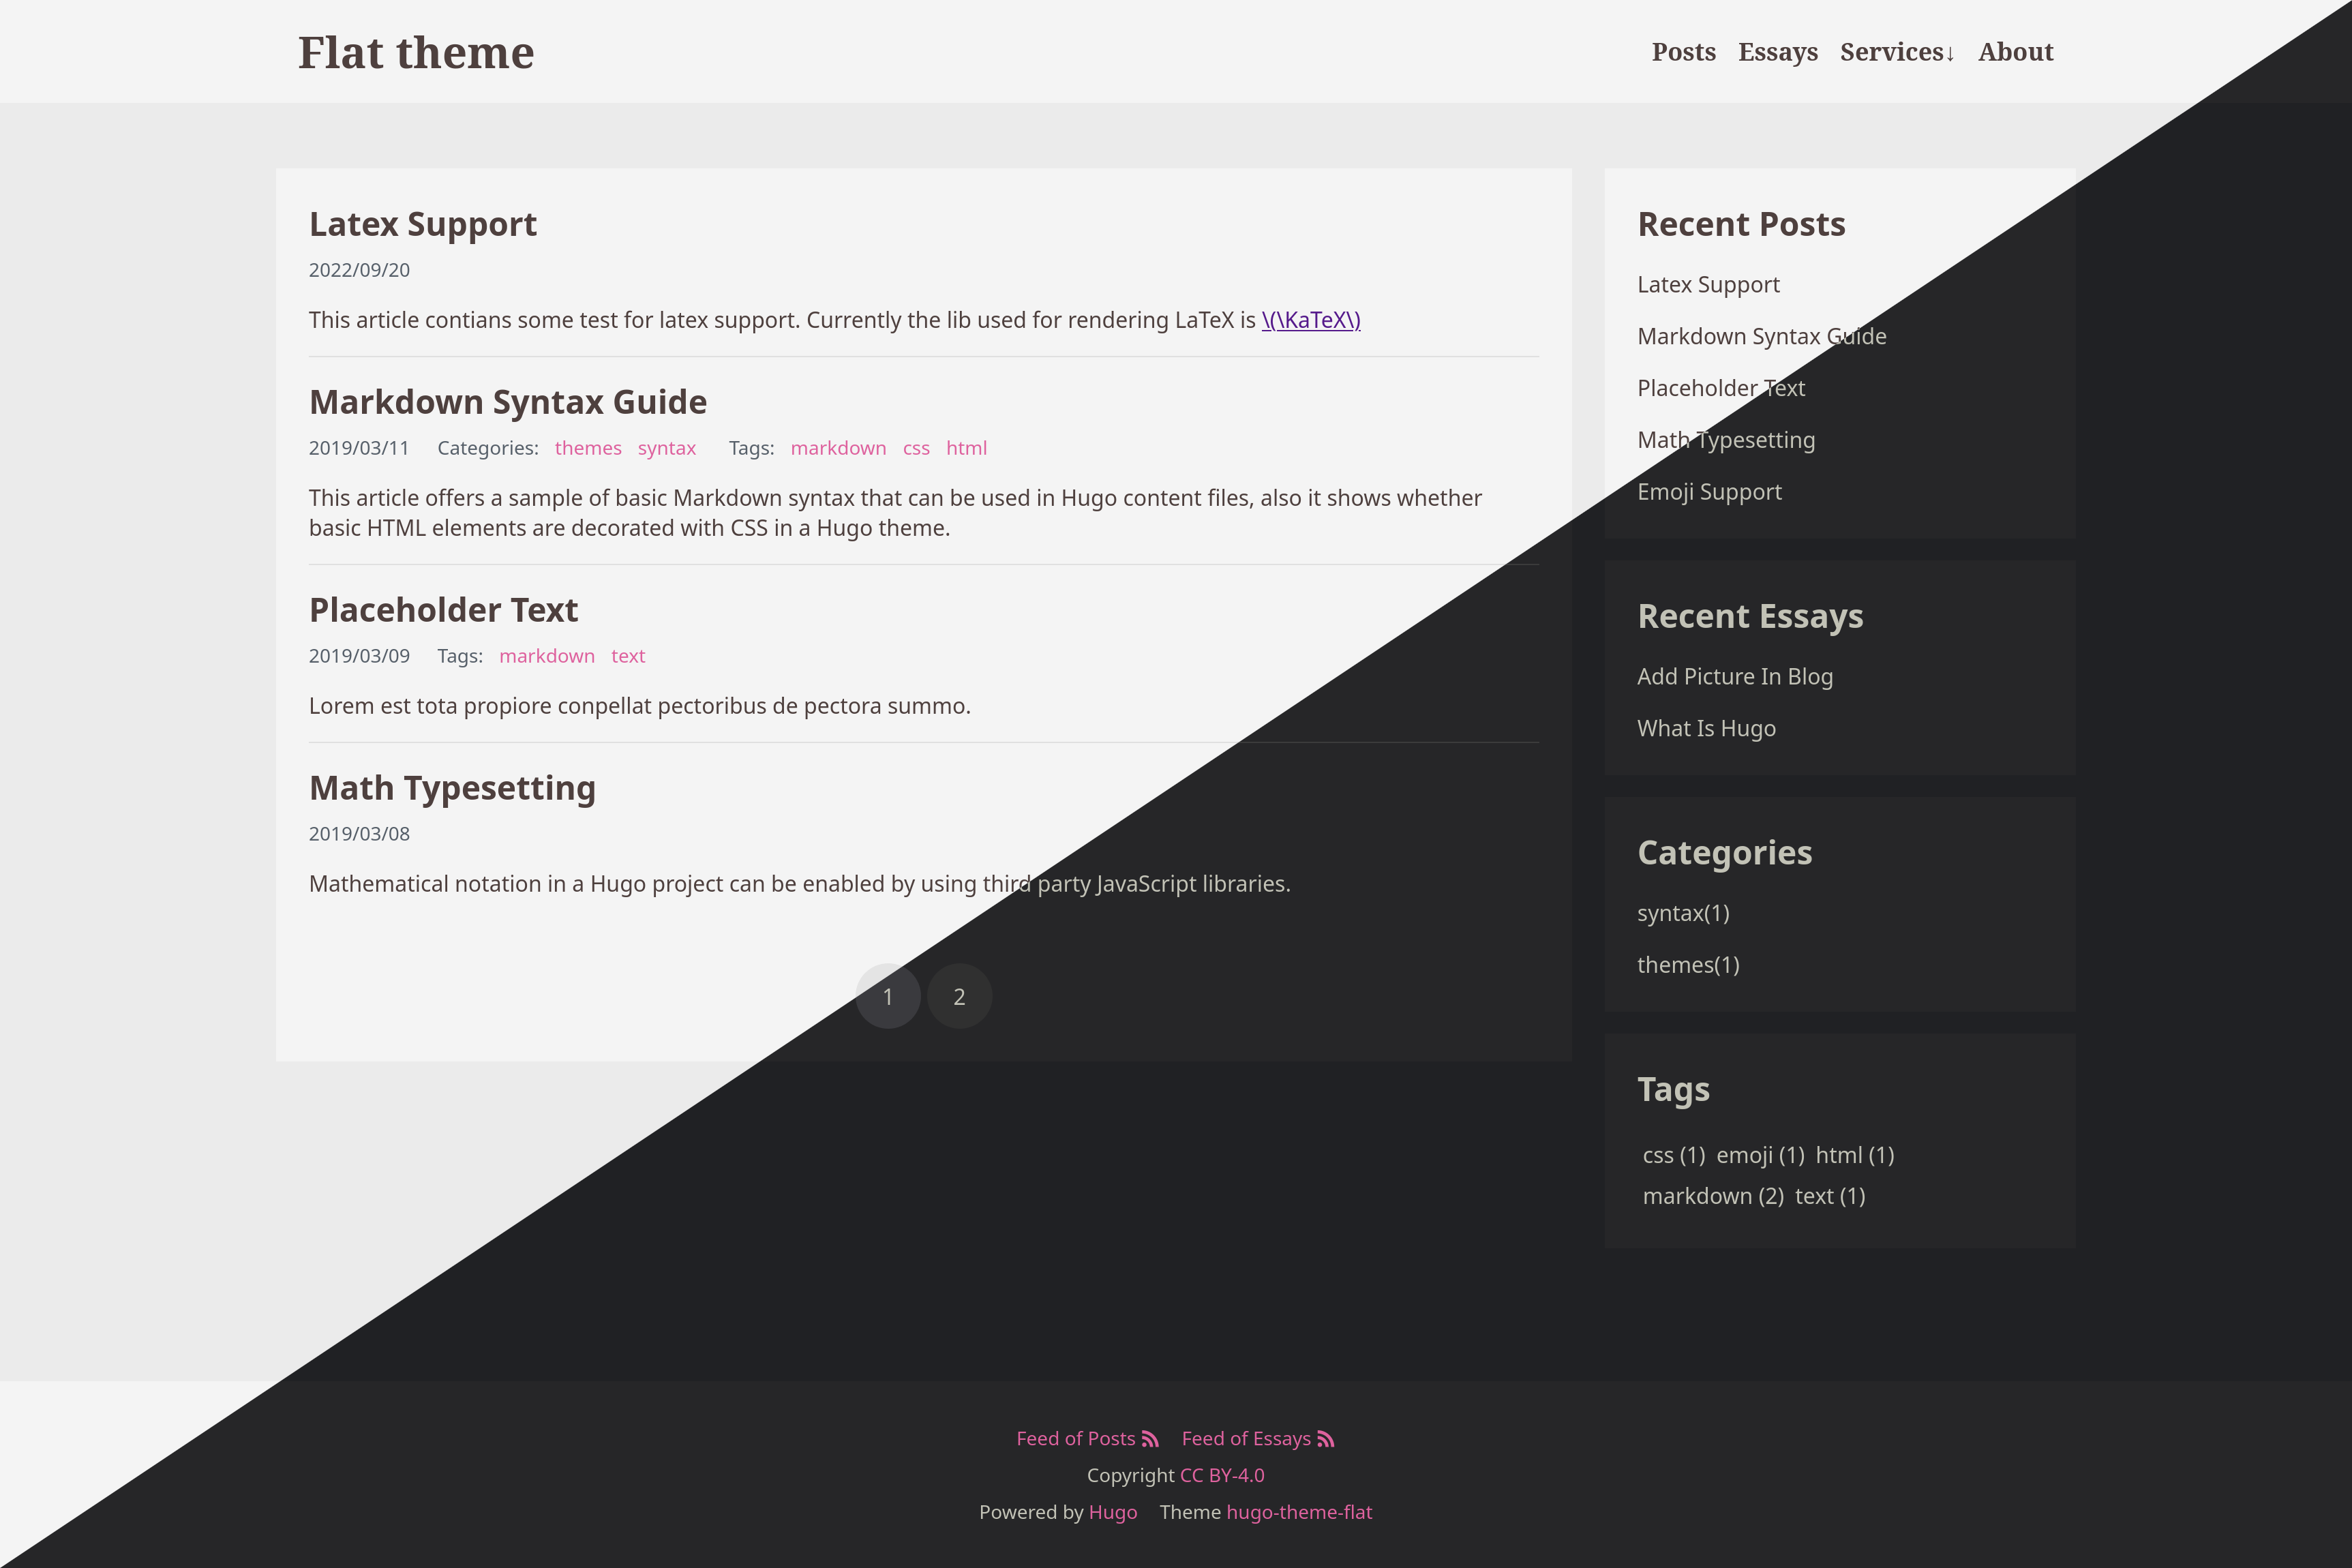 Flat theme
Posts Essays Services↓ About
Latex Support
2022/09/20
This article contians some test for latex support. Currently the lib used for rendering LaTeX is \(\KaTeX\)
Markdown Syntax Guide
2019/03/11 Categories: themes syntax Tags: markdown css html
This article offers a sample of basic Markdown syntax that can be used in Hugo content files, also it shows whether
basic HTML elements are decorated with CSS in a Hugo theme.
Placeholder Text
2019/03/09 Tags: markdown text
Lorem est tota propiore conpellat pectoribus de pectora summo.
Math Typesetting
2019/03/08
Mathematical notation in a Hugo project can be enabled by using third party JavaScript libraries.
1 2
Recent Posts
Latex Support
Markdown Syntax Guide
Placeholder Text
Math Typesetting
Emoji Support
Recent Essays
Add Picture In Blog
What Is Hugo
Categories
syntax(1)
themes(1)
Tags
css (1) emoji (1) html (1)
markdown (2) text (1)
Feed of Posts Feed of Essays
Copyright CC BY-4.0
Powered by Hugo Theme hugo-theme-flat